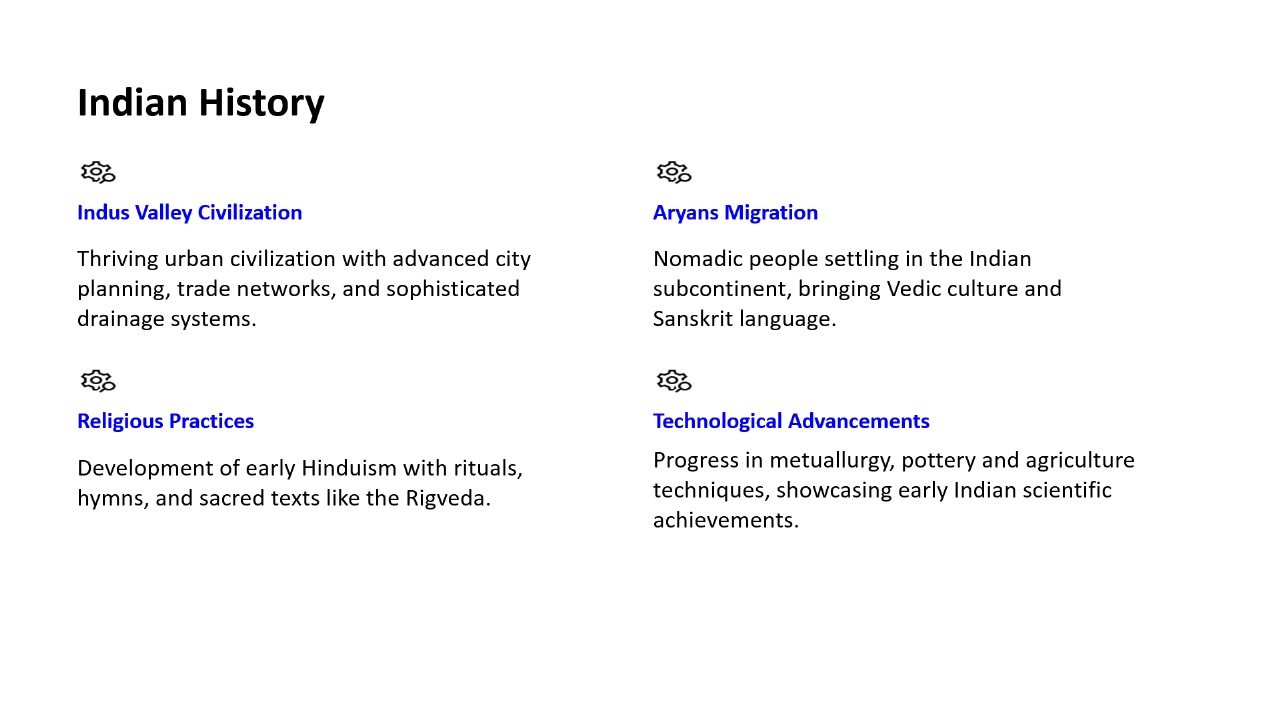 Indian History
Indus Valley Civilization
Thriving urban civilization with advanced city
planning, trade networks, and sophisticated
drainage systems.
Aryans Migration
Nomadic people settling in the Indian
subcontinent, bringing Vedic culture and
Sanskrit language.
Religious Practices
Development of early Hinduism with rituals,
hymns, and sacred texts like the Rigveda.
Technological Advancements
Progress in metuallurgy, pottery and agriculture
techniques, showcasing early Indian scientific
achievements.